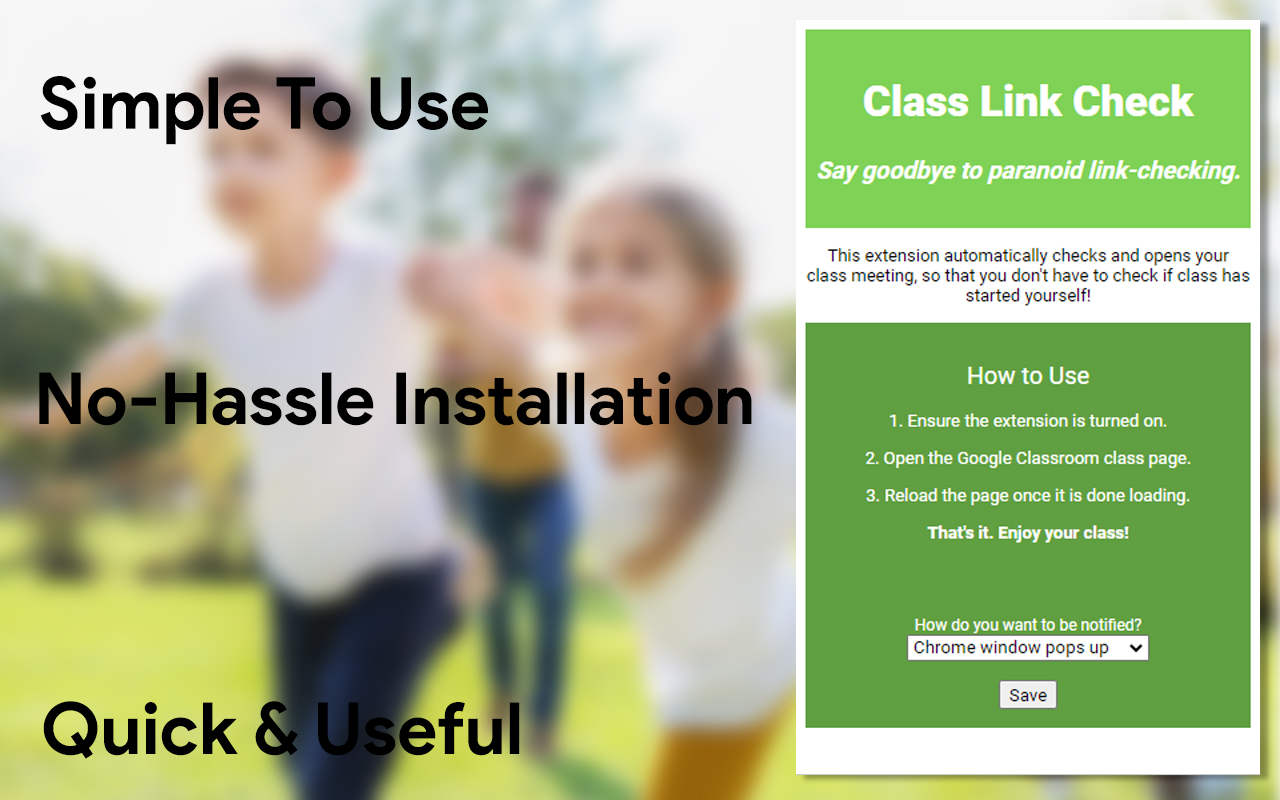 Simple To Use
No-Hassle Installation
Quick & Useful
Class Link Check
Say goodbye to paranoid link-checking.
This extension automatically checks and opens your
class meeting, so that you don't have to check if class has
started yourself!
How to Use
1. Ensure the extension is turned on.
2. Open the Google Classroom class page.
3. Reload the page once it is done loading.
That's it. Enjoy your class!
How do you want to be notified?
Chrome window pops up
Save